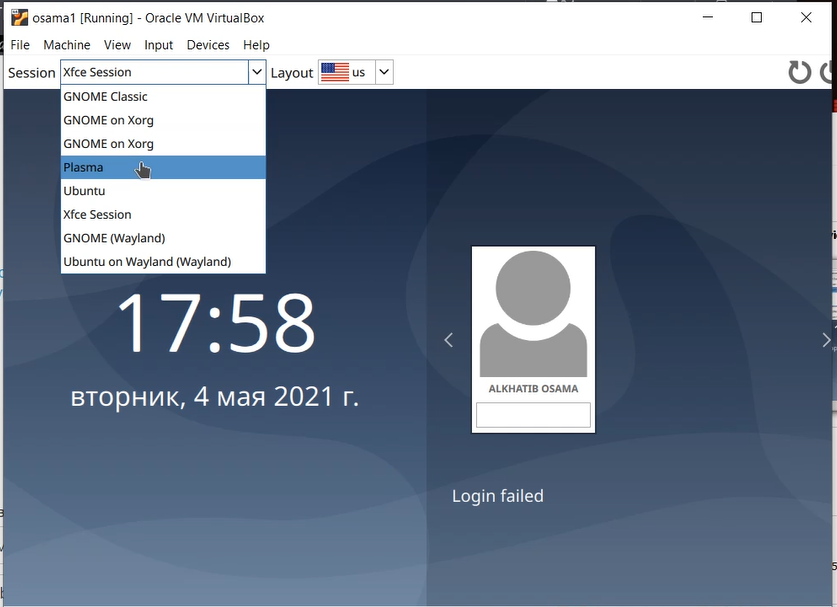 osama1 [Running] - Oracle VM VirtualBox
File Machine View Input Devices Help
Session Xfce Session Layout us
GNOME Classic
GNOME on Xorg
GNOME on Xorg
Plasma
Ubuntu
Xfce Session
GNOME (Wayland)
Ubuntu on Wayland (Wayland)
17:58
вторник, 4 мая 2021 г.
ALKHATIB OSAMA
Login failed